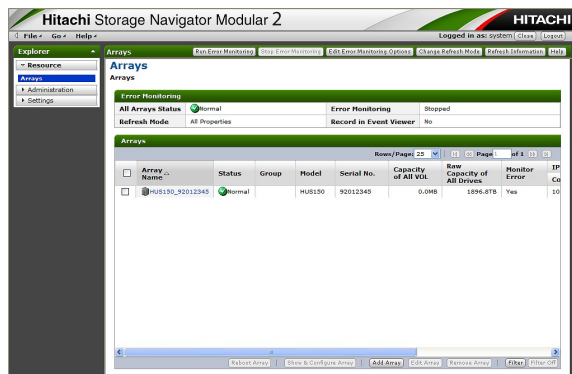 Hitachi Storage Navigator Modular 2
HITACHI
File Go Help
Logged in as: system Close Logout
Explorer
Arrays
Run Error Monitoring Stop Error Monitoring Edit Error Monitoring Options Change Refresh Mode Refresh Information Help
Resource
Arrays
Administration
Settings
Arrays
Arrays
Error Monitoring
All Arrays Status Normal Error Monitoring Stopped
Refresh Mode All Properties Record in Event Viewer No
Arrays
Rows/Page: 25 Page 1 of 1
Array Name Status Group Model Serial No. Capacity of All VOL Raw Capacity of All Drives Monitor Error IP Co
HUS150_92012345 Normal HUS150 92012345 0.0MB 1896.8TB Yes 10
Reboot Array Show & Configure Array Add Array Edit Array Remove Array Filter Filter Off